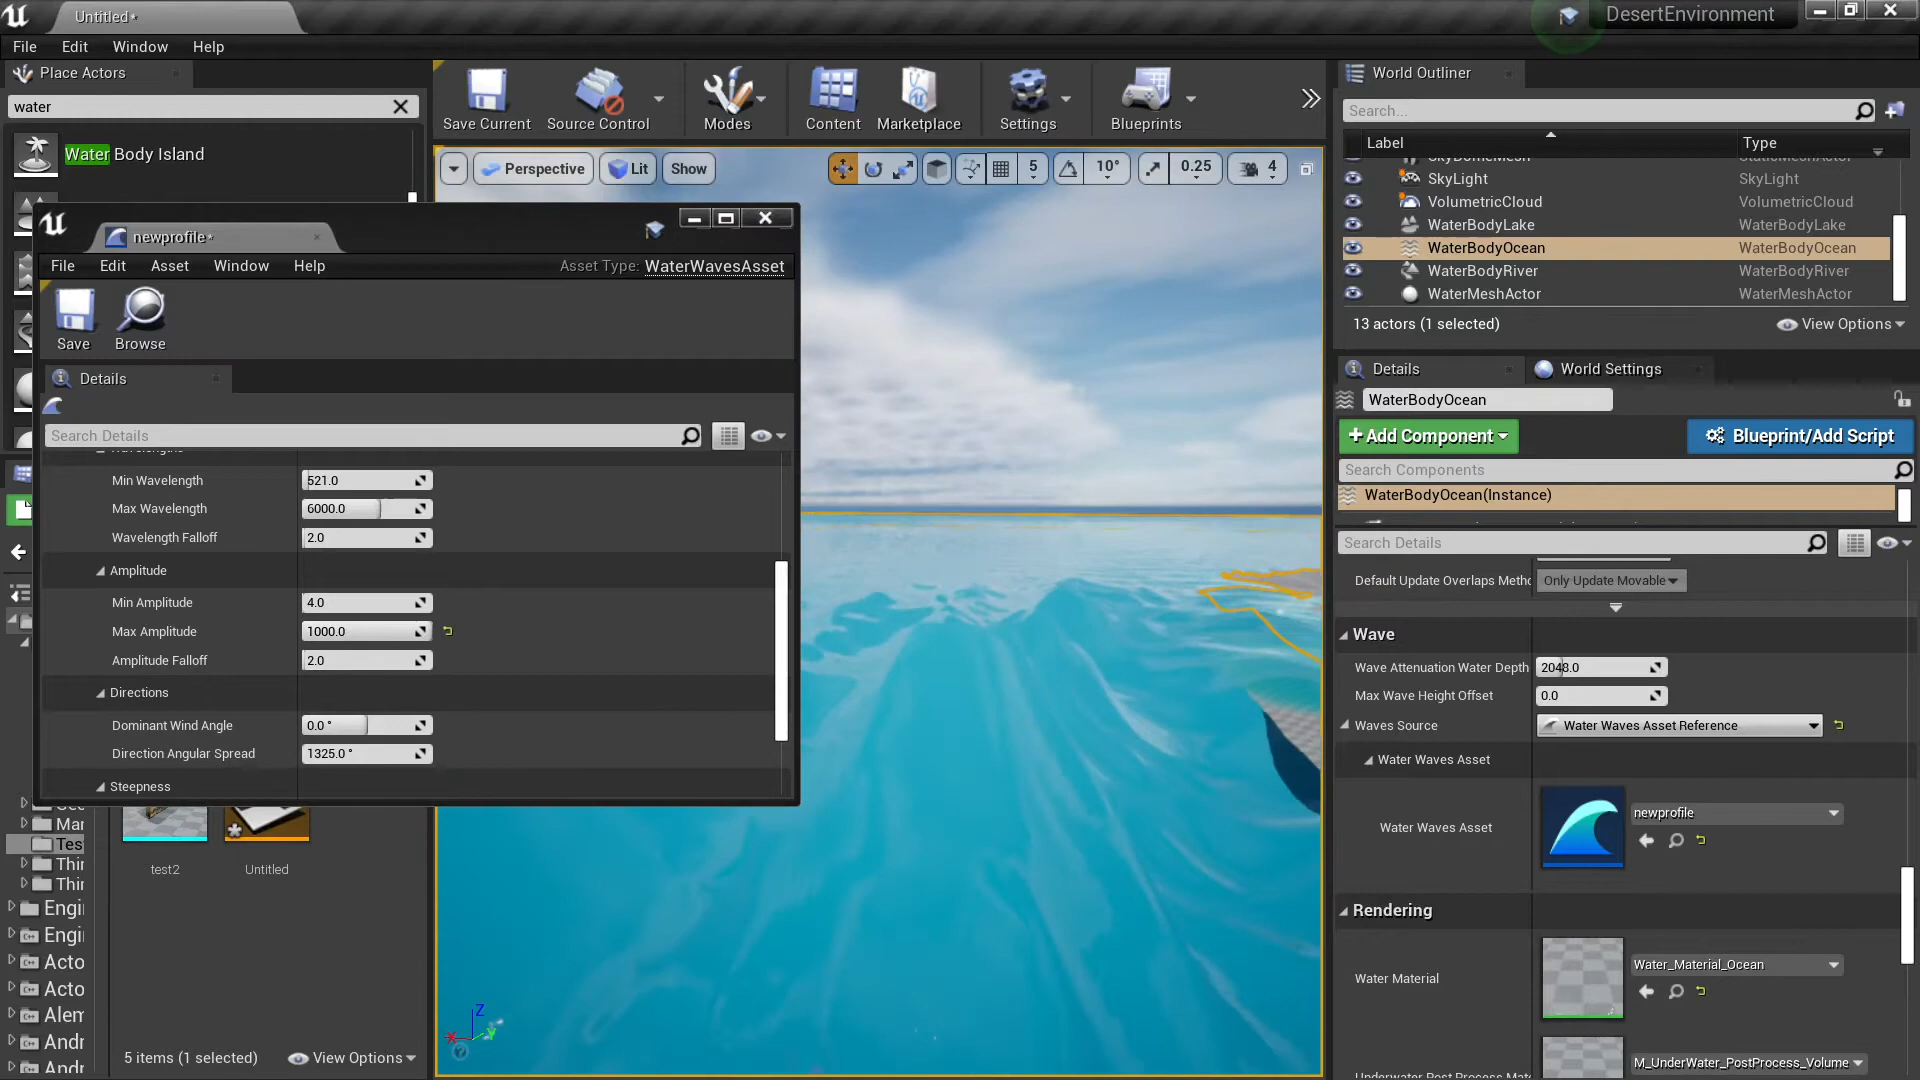 Untitled*
DesertEnvironment
File Edit Window Help
Place Actors
water
Water Body Island
Save Current
Source Control
Modes
Content
Marketplace
Settings
Blueprints
Perspective
Lit
Show
5
10°
0.25
4
newprofile*
File Edit Asset Window Help
Asset Type: WaterWavesAsset
Save
Browse
Details
Search Details
Min Wavelength 521.0
Max Wavelength 6000.0
Wavelength Falloff 2.0
Amplitude
Min Amplitude 4.0
Max Amplitude 1000.0
Amplitude Falloff 2.0
Directions
Dominant Wind Angle 0.0 °
Direction Angular Spread 1325.0 °
Steepness
Mar
Tes
Thir
Thir
Engi
Engi
Acto
Acto
Alem
Andr
Andr
test2
Untitled
5 items (1 selected)
View Options
Z
World Outliner
Search...
Label Type
SkyDomeMesh StaticMeshActor
SkyLight SkyLight
VolumetricCloud VolumetricCloud
WaterBodyLake WaterBodyLake
WaterBodyOcean WaterBodyOcean
WaterBodyRiver WaterBodyRiver
WaterMeshActor WaterMeshActor
13 actors (1 selected)
View Options
Details
World Settings
WaterBodyOcean
+Add Component
Blueprint/Add Script
Search Components
WaterBodyOcean(Instance)
Search Details
Default Update Overlaps Metho Only Update Movable
Wave
Wave Attenuation Water Depth 2048.0
Max Wave Height Offset 0.0
Waves Source Water Waves Asset Reference
Water Waves Asset
Water Waves Asset newprofile
Rendering
Water Material Water_Material_Ocean
Underwater Post Process Mate M_UnderWater_PostProcess_Volume